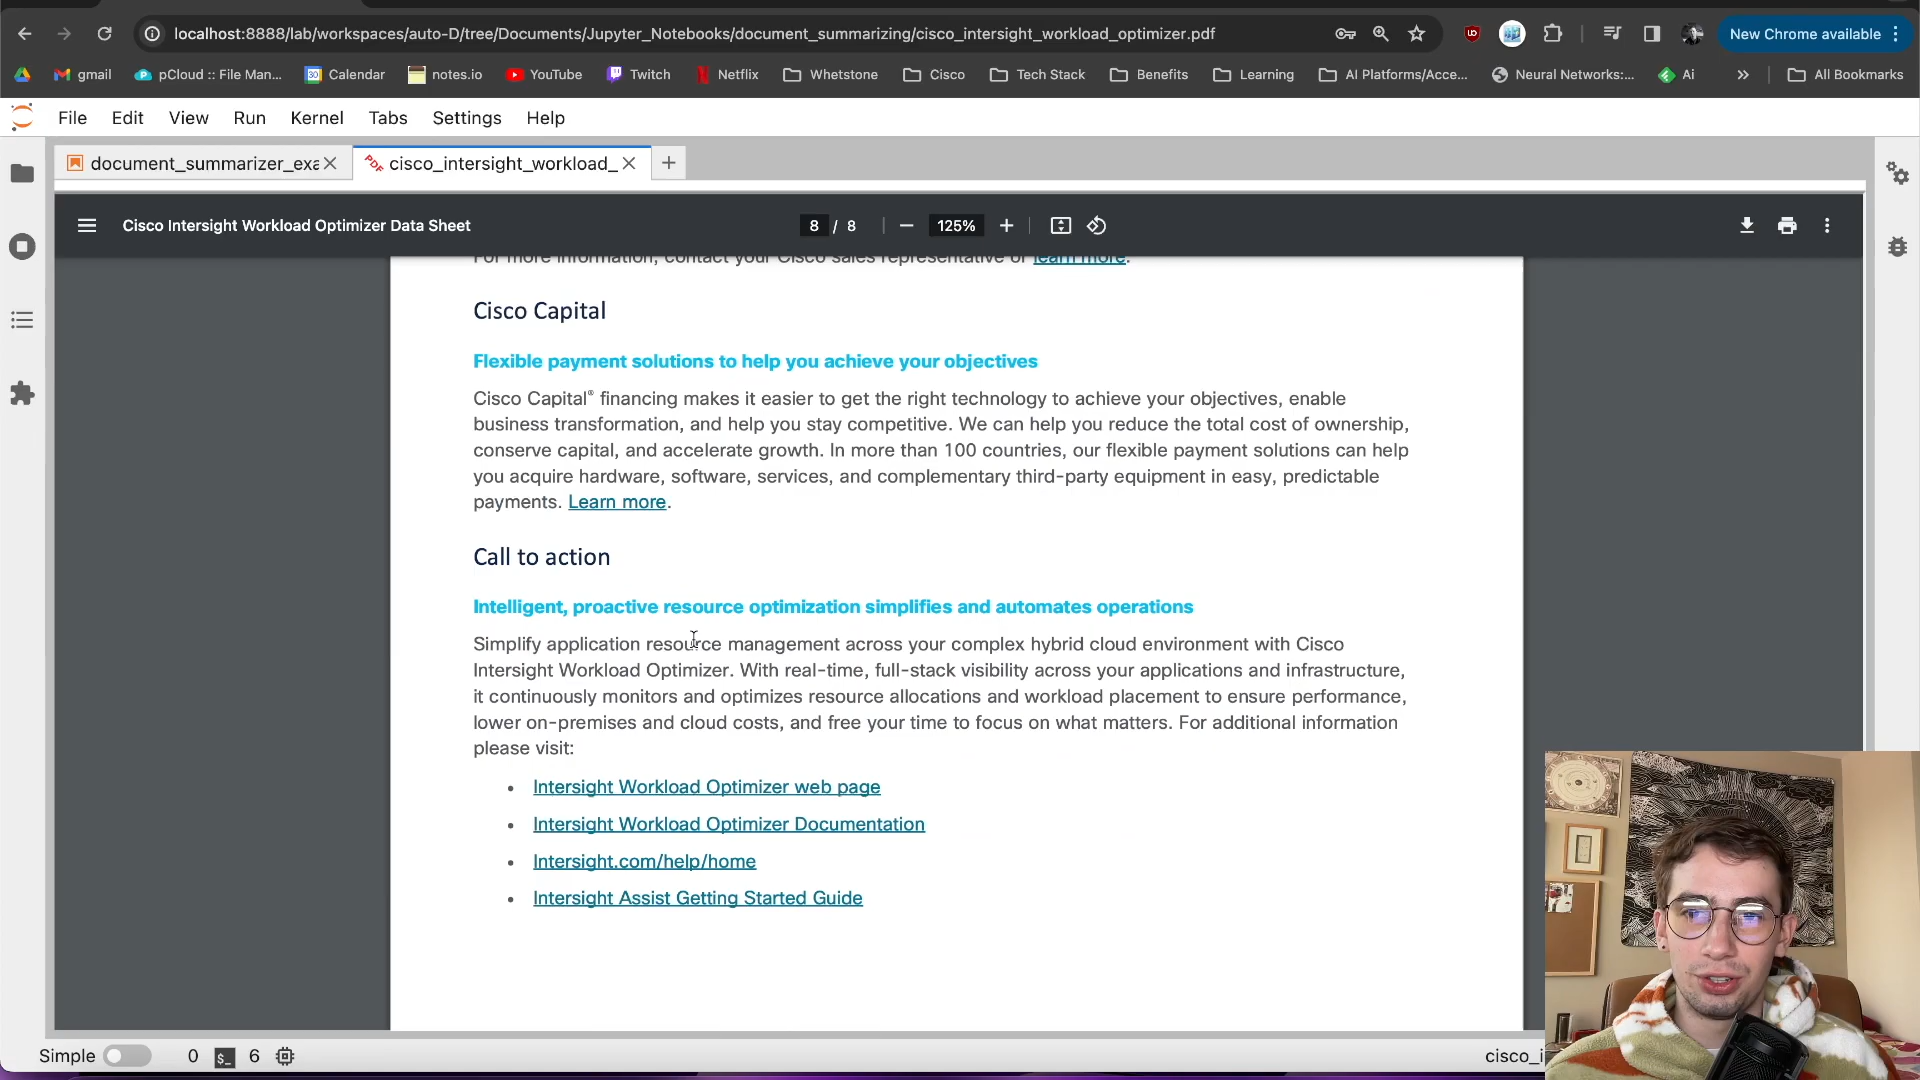 localhost:8888/lab/workspaces/auto-D/tree/Documents/Jupyter_Notebooks/document_summarizing/cisco_intersight_workload_optimizer.pdf
New Chrome available
gmail
pCloud :: File Man...
Calendar
notes.io
YouTube
Twitch
Netflix
Whetstone
Cisco
Tech Stack
Benefits
Learning
AI Platforms/Acce...
Neural Networks:...
Ai
All Bookmarks
File Edit View Run Kernel Tabs Settings Help
document_summarizer_exa
cisco_intersight_workload_
Cisco Intersight Workload Optimizer Data Sheet
8 / 8
125%
For more information, contact your Cisco sales representative or learn more.
Cisco Capital
Flexible payment solutions to help you achieve your objectives
Cisco Capital® financing makes it easier to get the right technology to achieve your objectives, enable
business transformation, and help you stay competitive. We can help you reduce the total cost of ownership,
conserve capital, and accelerate growth. In more than 100 countries, our flexible payment solutions can help
you acquire hardware, software, services, and complementary third-party equipment in easy, predictable
payments. Learn more.
Call to action
Intelligent, proactive resource optimization simplifies and automates operations
Simplify application resource management across your complex hybrid cloud environment with Cisco
Intersight Workload Optimizer. With real-time, full-stack visibility across your applications and infrastructure,
it continuously monitors and optimizes resource allocations and workload placement to ensure performance,
lower on-premises and cloud costs, and free your time to focus on what matters. For additional information
please visit:
• Intersight Workload Optimizer web page
• Intersight Workload Optimizer Documentation
• Intersight.com/help/home
• Intersight Assist Getting Started Guide
Simple
0
$_
6
cisco_i